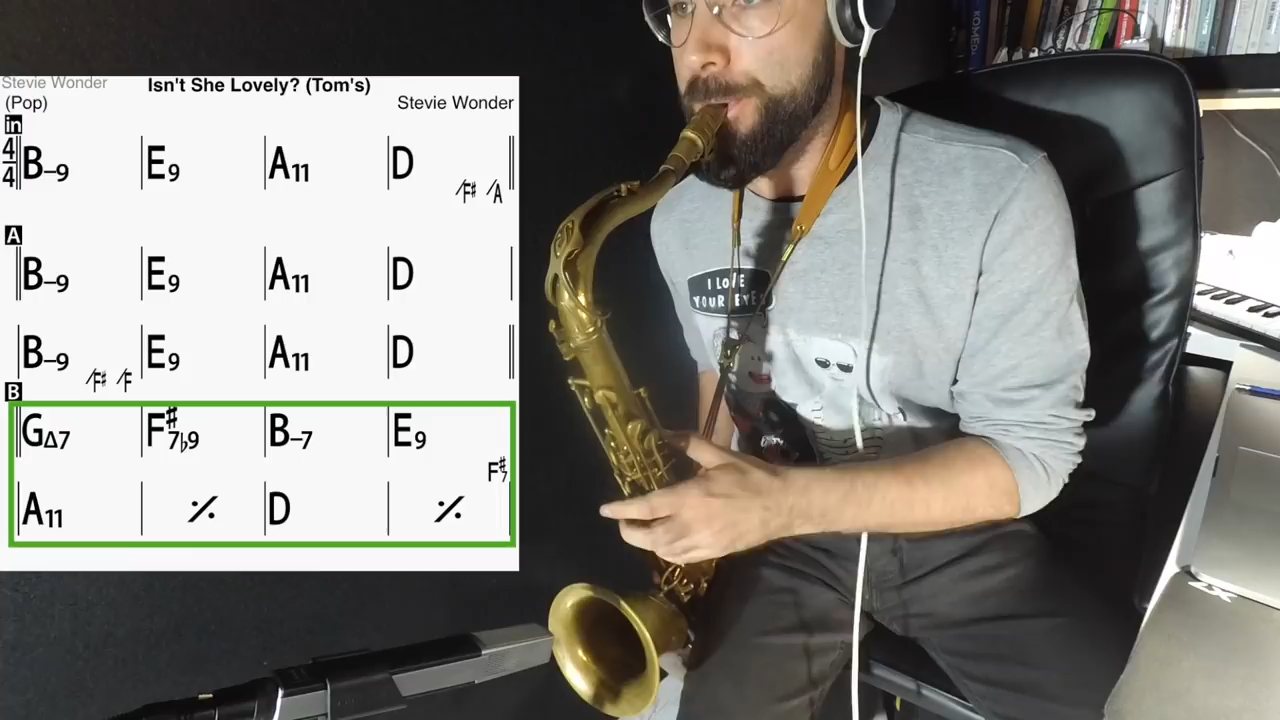 Stevie Wonder
Isn't She Lovely? (Tom's)
(Pop)
Stevie Wonder
in
4/4 B–9 E9 A11 D /F# /A
A
B–9 E9 A11 D
B–9 /F# /F E9 A11 D
B
GΔ7 F#7♭9 B–7 E9 F#7
A11 𝄎 D 𝄎
I LOVE
YOUR EYES
KOMEDA